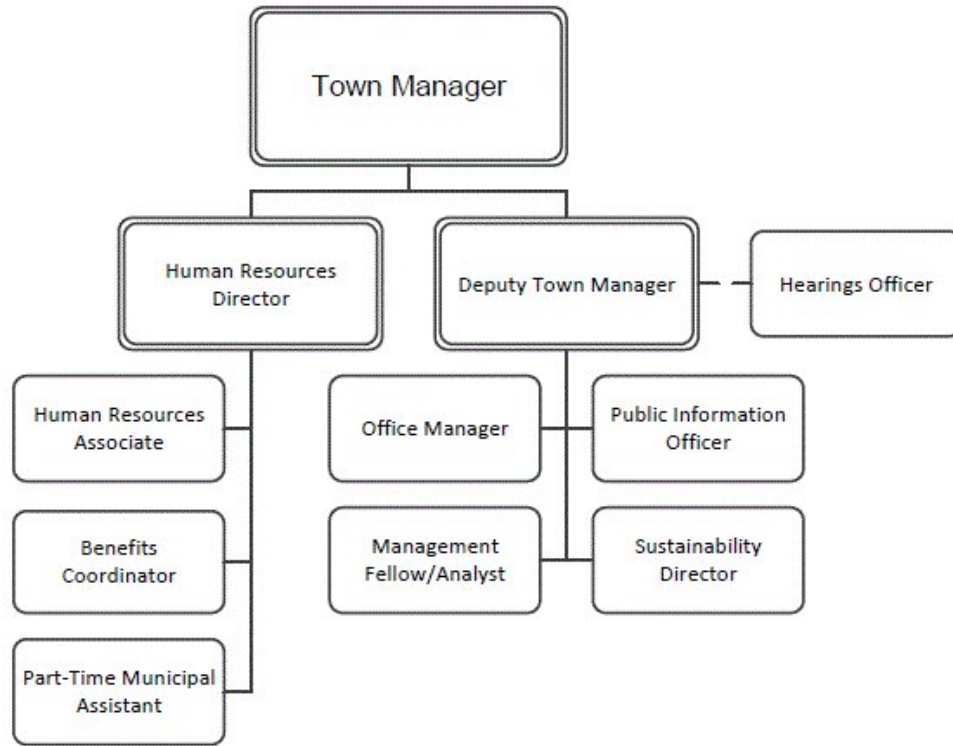 Town Manager
Human Resources
Director
Deputy Town Manager
Hearings Officer
Human Resources
Associate
Office Manager
Public Information
Officer
Benefits
Coordinator
Management
Fellow/Analyst
Sustainability
Director
Part-Time Municipal
Assistant